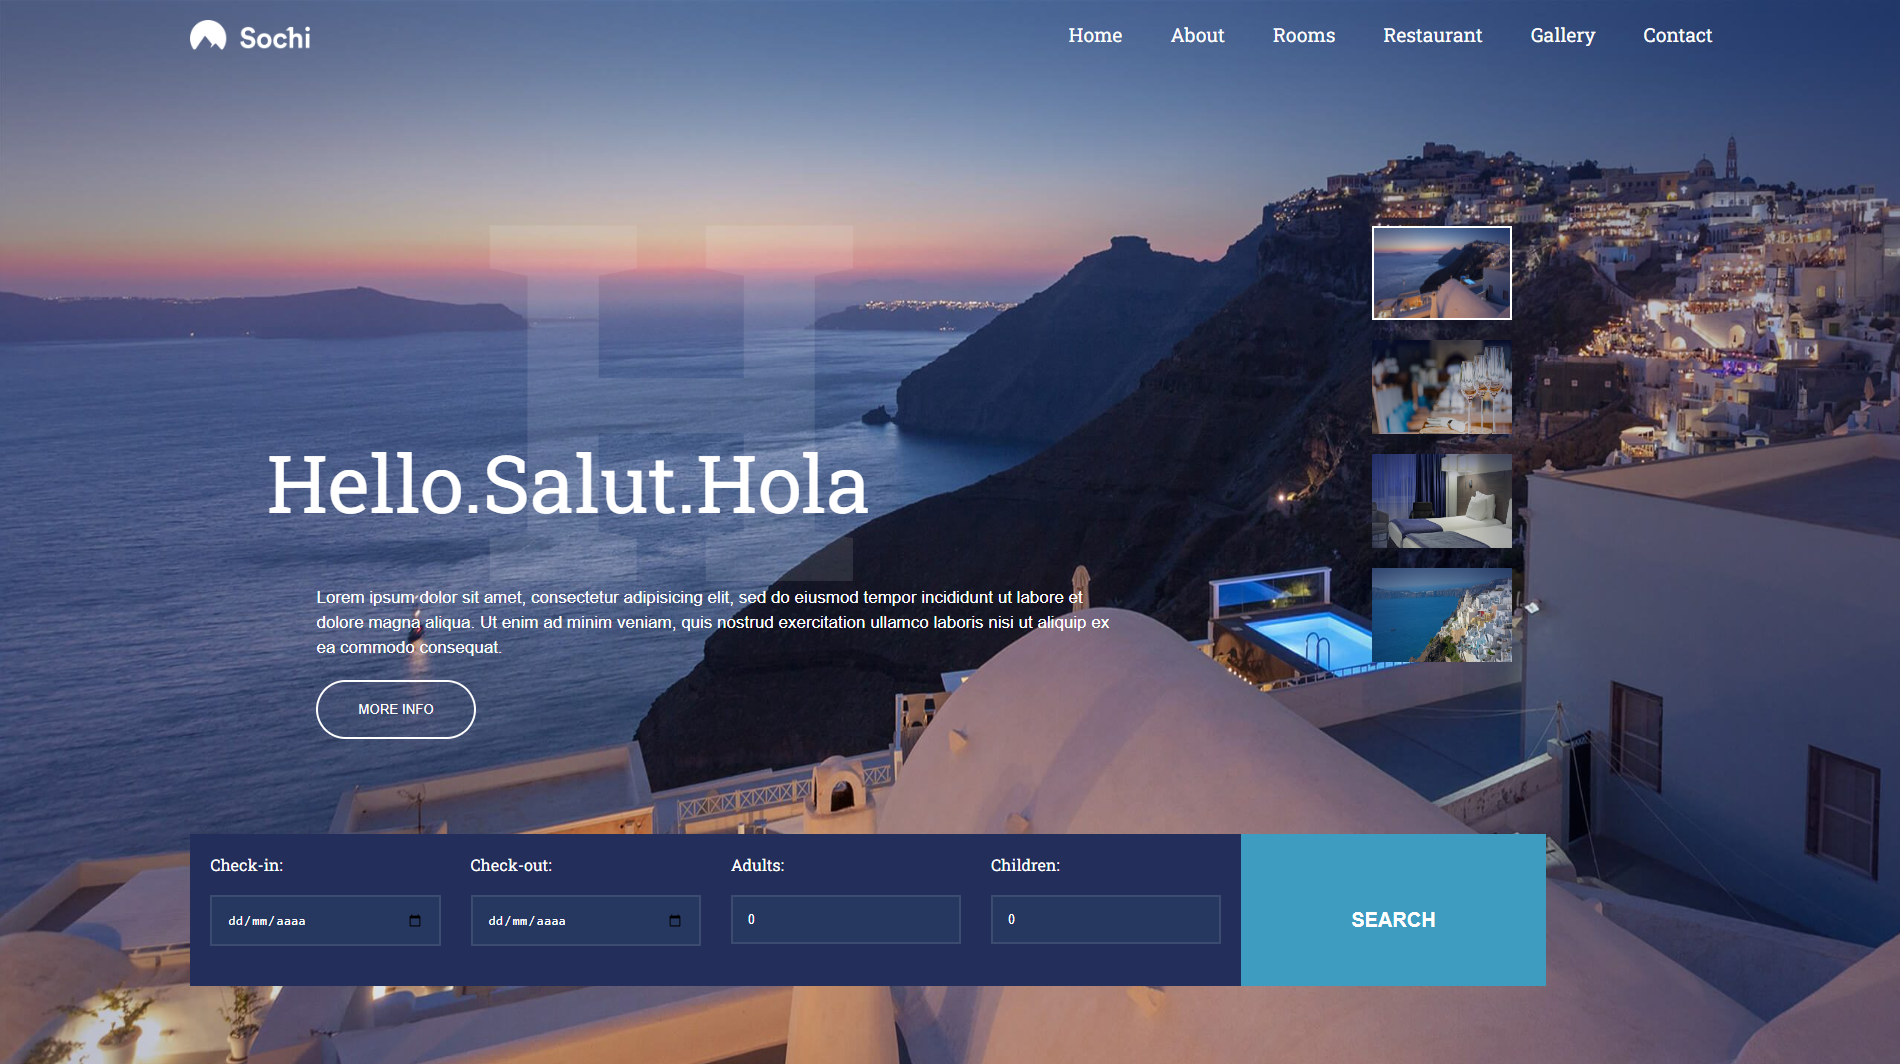 Sochi
Home About Rooms Restaurant Gallery Contact
H
Hello.Salut.Hola
Lorem ipsum dolor sit amet, consectetur adipisicing elit, sed do eiusmod tempor incididunt ut labore et
dolore magna aliqua. Ut enim ad minim veniam, quis nostrud exercitation ullamco laboris nisi ut aliquip ex
ea commodo consequat.
MORE INFO
Check-in: Check-out: Adults: Children:
dd/mm/aaaa dd/mm/aaaa 0 0
SEARCH